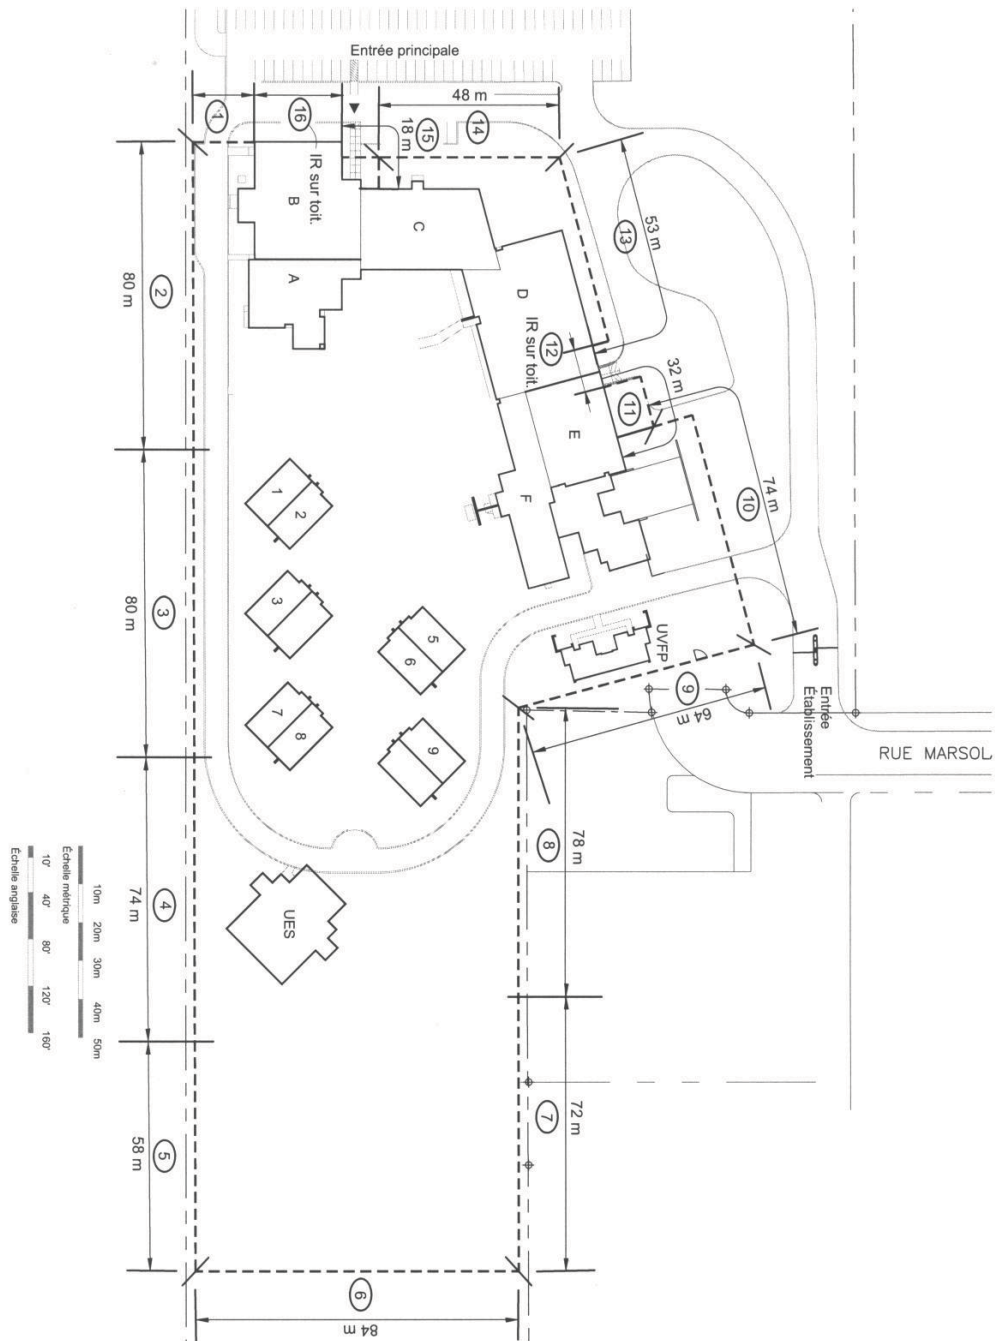 Entrée principale
48 m
1
16
IR sur toit.
15
18 m
14
B
C
13
53 m
2
80 m
A
D
12
IR sur toit.
32 m
11
E
10
74 m
F
1
2
3
80 m
3
5
6
UVFP
9
64 m
Entrée
Établissement
RUE MARSOL
7
8
9
8
78 m
4
74 m
UES
Échelle métrique
10m
20m
30m
40m
50m
Échelle anglaise
10'
40'
80'
120'
160'
5
58 m
7
72 m
6
84 m